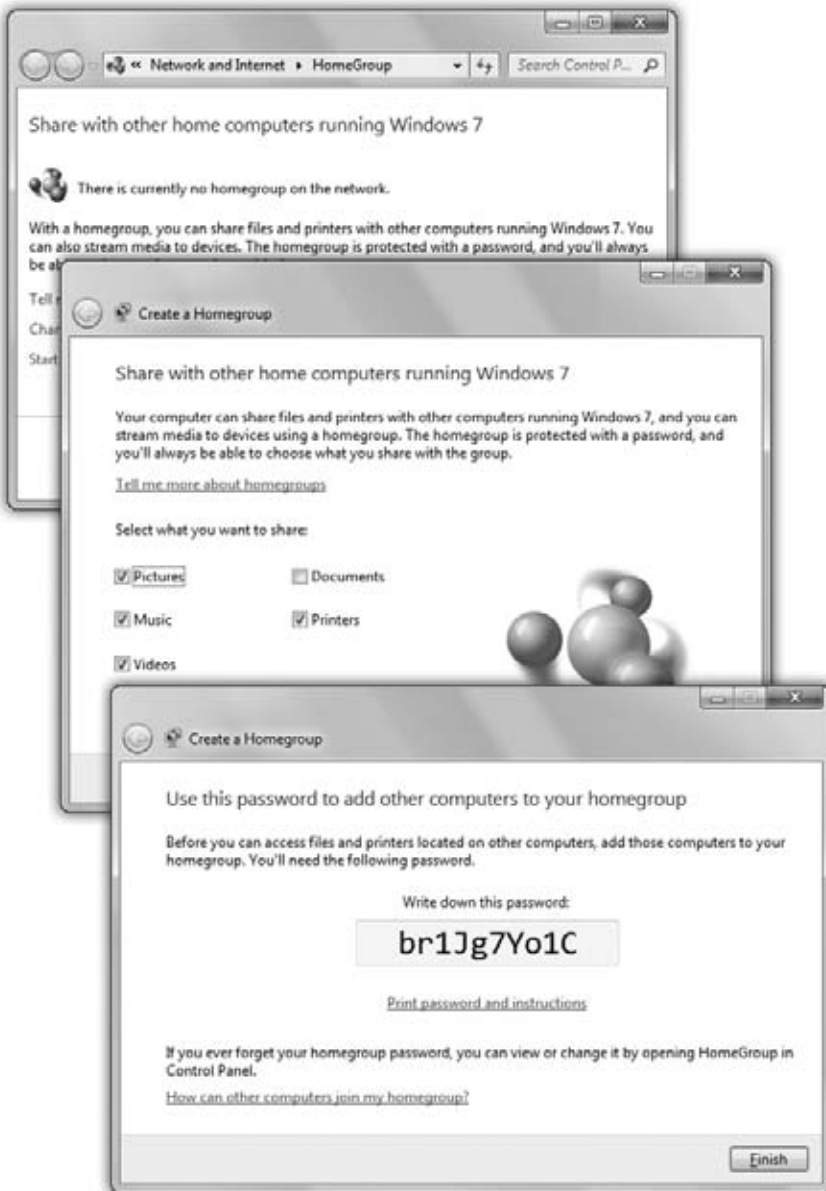 « Network and Internet ▸ HomeGroup
Search Control P...
Share with other home computers running Windows 7
There is currently no homegroup on the network.
With a homegroup, you can share files and printers with other computers running Windows 7. You
can also stream media to devices. The homegroup is protected with a password, and you'll always
be
Tell
Start
Create a Homegroup
Share with other home computers running Windows 7
Your computer can share files and printers with other computers running Windows 7, and you can
stream media to devices using a homegroup. The homegroup is protected with a password, and
you'll always be able to choose what you share with the group.
Tell me more about homegroups
Select what you want to share:
Pictures
Documents
Music
Printers
Videos
Create a Homegroup
Use this password to add other computers to your homegroup
Before you can access files and printers located on other computers, add those computers to your
homegroup. You'll need the following password.
Write down this password:
br1Jg7Yo1C
Print password and instructions
If you ever forget your homegroup password, you can view or change it by opening HomeGroup in
Control Panel.
How can other computers join my homegroup?
Finish